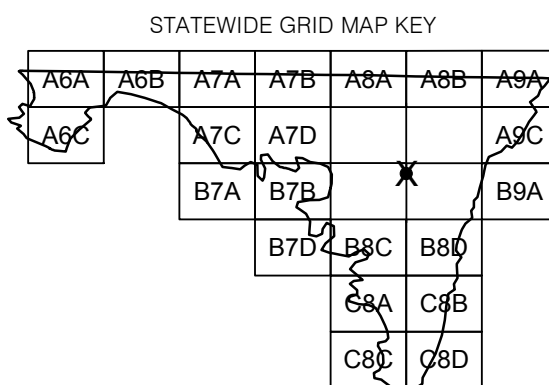 STATEWIDE GRID MAP KEY
A6A A6B A7A A7B A8A A8B A9A
A6C A7C A7D A9C
B7A B7B X B9A
B7D B8C B8D
C8A C8B
C8C C8D